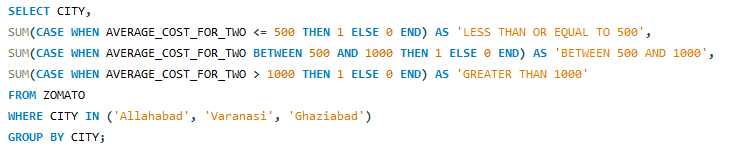 SELECT CITY,
SUM(CASE WHEN AVERAGE_COST_FOR_TWO <= 500 THEN 1 ELSE 0 END) AS 'LESS THAN OR EQUAL TO 500',
SUM(CASE WHEN AVERAGE_COST_FOR_TWO BETWEEN 500 AND 1000 THEN 1 ELSE 0 END) AS 'BETWEEN 500 AND 1000',
SUM(CASE WHEN AVERAGE_COST_FOR_TWO > 1000 THEN 1 ELSE 0 END) AS 'GREATER THAN 1000'
FROM ZOMATO
WHERE CITY IN ('Allahabad', 'Varanasi', 'Ghaziabad')
GROUP BY CITY;